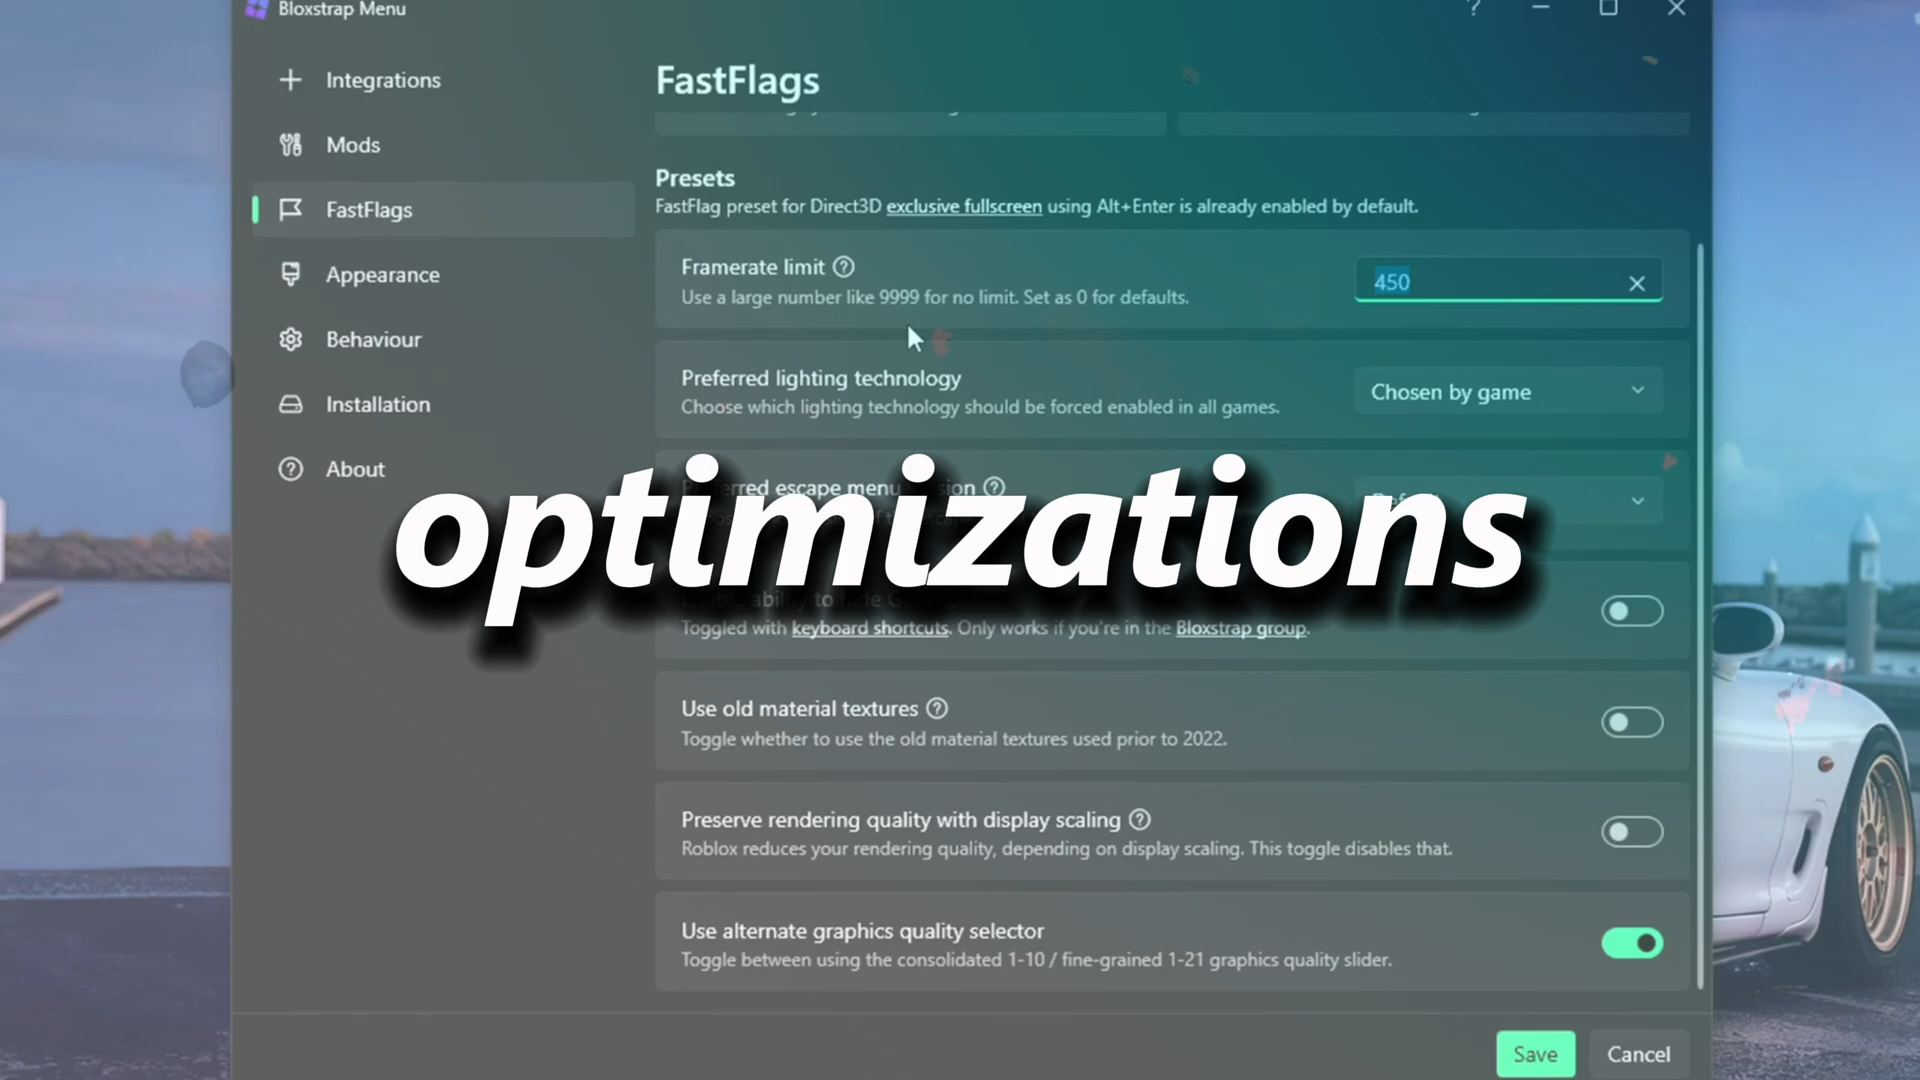 Bloxstrap Menu
Integrations
Mods
FastFlags
Appearance
Behaviour
Installation
About
FastFlags
Presets
FastFlag preset for Direct3D exclusive fullscreen using Alt+Enter is already enabled by default.
Framerate limit
Use a large number like 9999 for no limit. Set as 0 for defaults.
450
Preferred lighting technology
Choose which lighting technology should be forced enabled in all games.
Chosen by game
escape menu
optimizations
Toggled with keyboard shortcuts. Only works if you're in the Bloxstrap group.
Use old material textures
Toggle whether to use the old material textures used prior to 2022.
Preserve rendering quality with display scaling
Roblox reduces your rendering quality, depending on display scaling. This toggle disables that.
Use alternate graphics quality selector
Toggle between using the consolidated 1-10 / fine-grained 1-21 graphics quality slider.
Save
Cancel